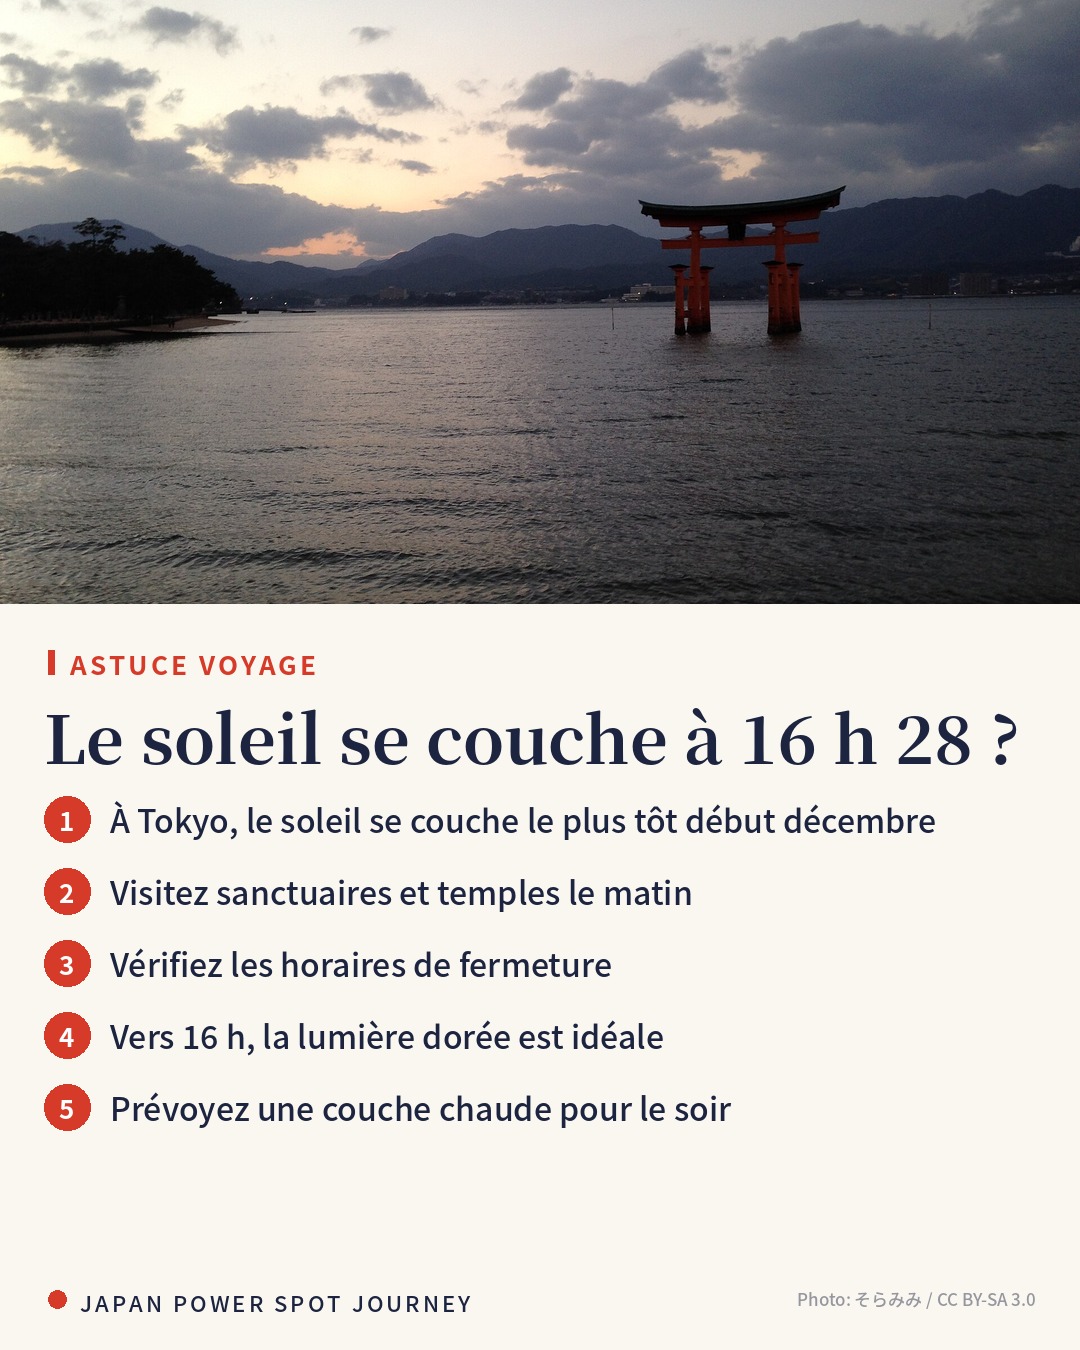 ASTUCE VOYAGE
Le soleil se couche à 16 h 28 ?
1 À Tokyo, le soleil se couche le plus tôt début décembre
2 Visitez sanctuaires et temples le matin
3 Vérifiez les horaires de fermeture
4 Vers 16 h, la lumière dorée est idéale
5 Prévoyez une couche chaude pour le soir
JAPAN POWER SPOT JOURNEY
Photo: そらみみ / CC BY-SA 3.0